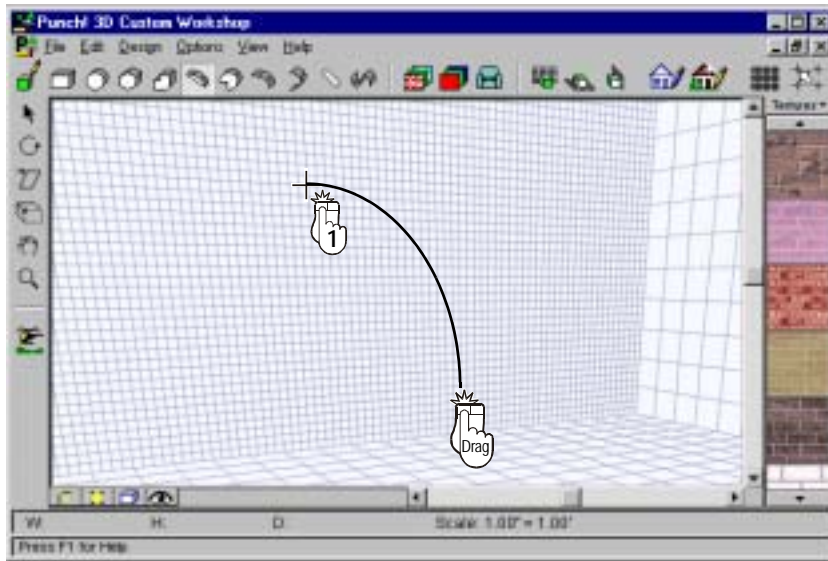 Punch! 3D Custom Workshop
File Edit Design Options View Help
Textures
1
Drag
W: H: D: Scale: 1.00" = 1.00"
Press F1 for Help